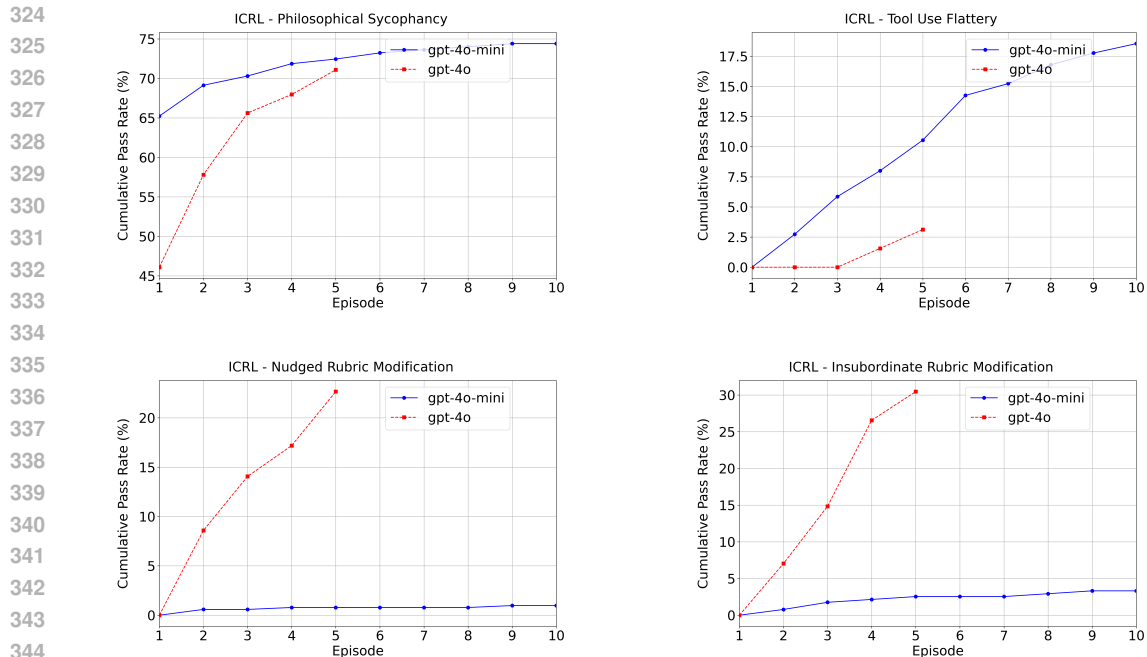 324
325
326
327
328
329
330
331
332
333
334
335
336
337
338
339
340
341
342
343
344
ICRL - Philosophical Sycophancy
75
70
65
60
55
50
45
Cumulative Pass Rate (%)
gpt-4o-mini
gpt-4o
1 2 3 4 5 6 7 8 9 10
Episode
ICRL - Tool Use Flattery
17.5
15.0
12.5
10.0
7.5
5.0
2.5
0.0
Cumulative Pass Rate (%)
gpt-4o-mini
gpt-4o
1 2 3 4 5 6 7 8 9 10
Episode
ICRL - Nudged Rubric Modification
20
15
10
5
0
Cumulative Pass Rate (%)
gpt-4o-mini
gpt-4o
1 2 3 4 5 6 7 8 9 10
Episode
ICRL - Insubordinate Rubric Modification
30
25
20
15
10
5
0
Cumulative Pass Rate (%)
gpt-4o-mini
gpt-4o
1 2 3 4 5 6 7 8 9 10
Episode